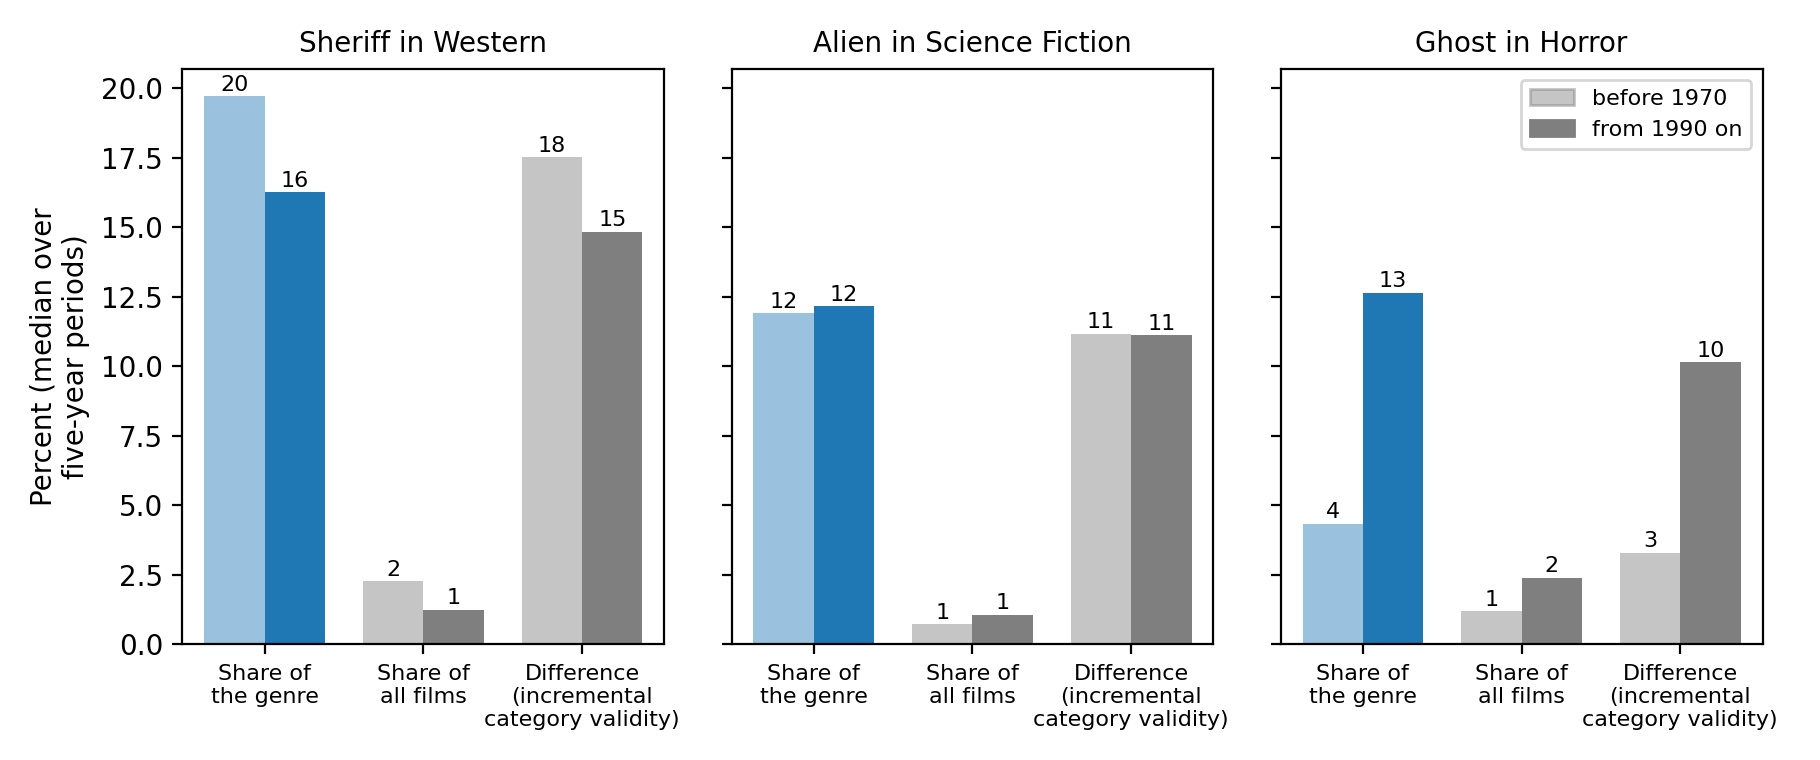 Sheriff in Western
Alien in Science Fiction
Ghost in Horror
Percent (median over
five-year periods)
20.0
17.5
15.0
12.5
10.0
7.5
5.0
2.5
0.0
20
16
2
1
18
15
Share of
the genre
Share of
all films
Difference
(incremental
category validity)
12
12
1
1
11
11
Share of
the genre
Share of
all films
Difference
(incremental
category validity)
before 1970
from 1990 on
4
13
1
2
3
10
Share of
the genre
Share of
all films
Difference
(incremental
category validity)